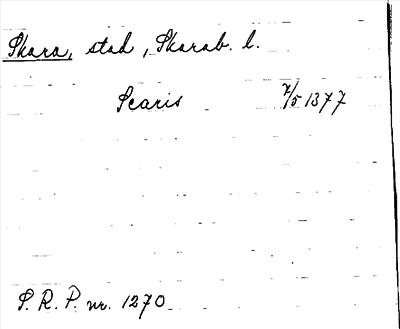 Skara, stad, Skarab. l.
Scaris 7/5 1377
S. R. P. nr. 1270